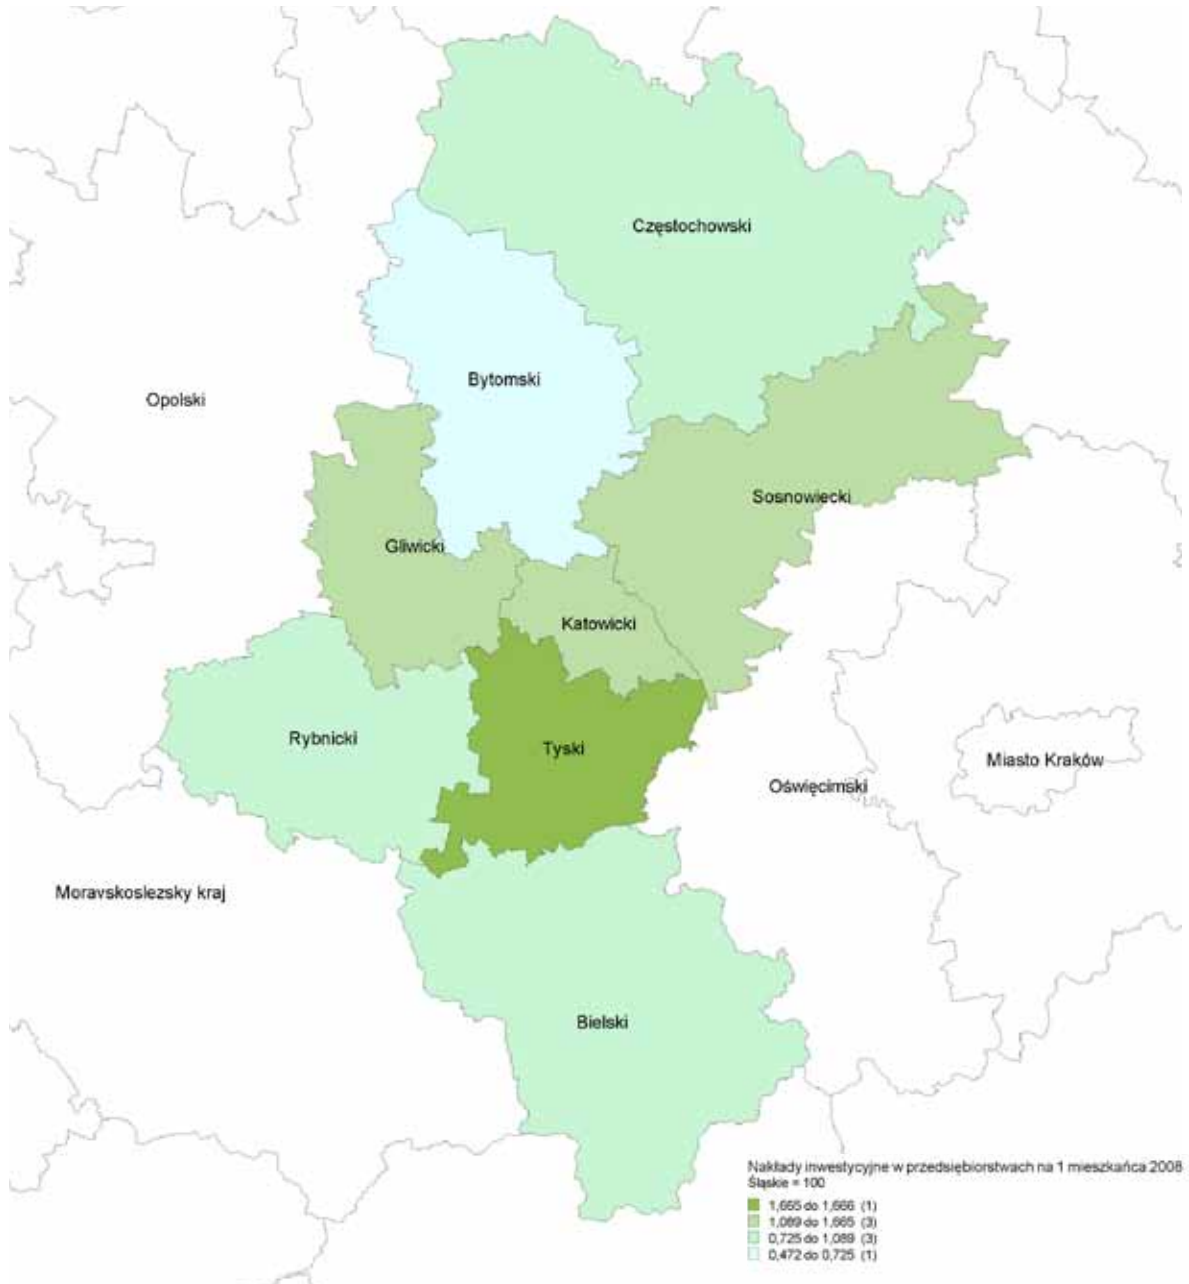 Częstochowski
Bytomski
Opolski
Sosnowiecki
Gliwicki
Katowicki
Rybnicki
Tyski
Miasto Kraków
Oświęcimski
Moravskoslezsky kraj
Bielski
Nakłady inwestycyjne w przedsiębiorstwach na 1 mieszkańca 2008
Śląskie = 100
1,665 do 1,666 (1)
1,089 do 1,665 (3)
0,725 do 1,089 (3)
0,472 do 0,725 (1)